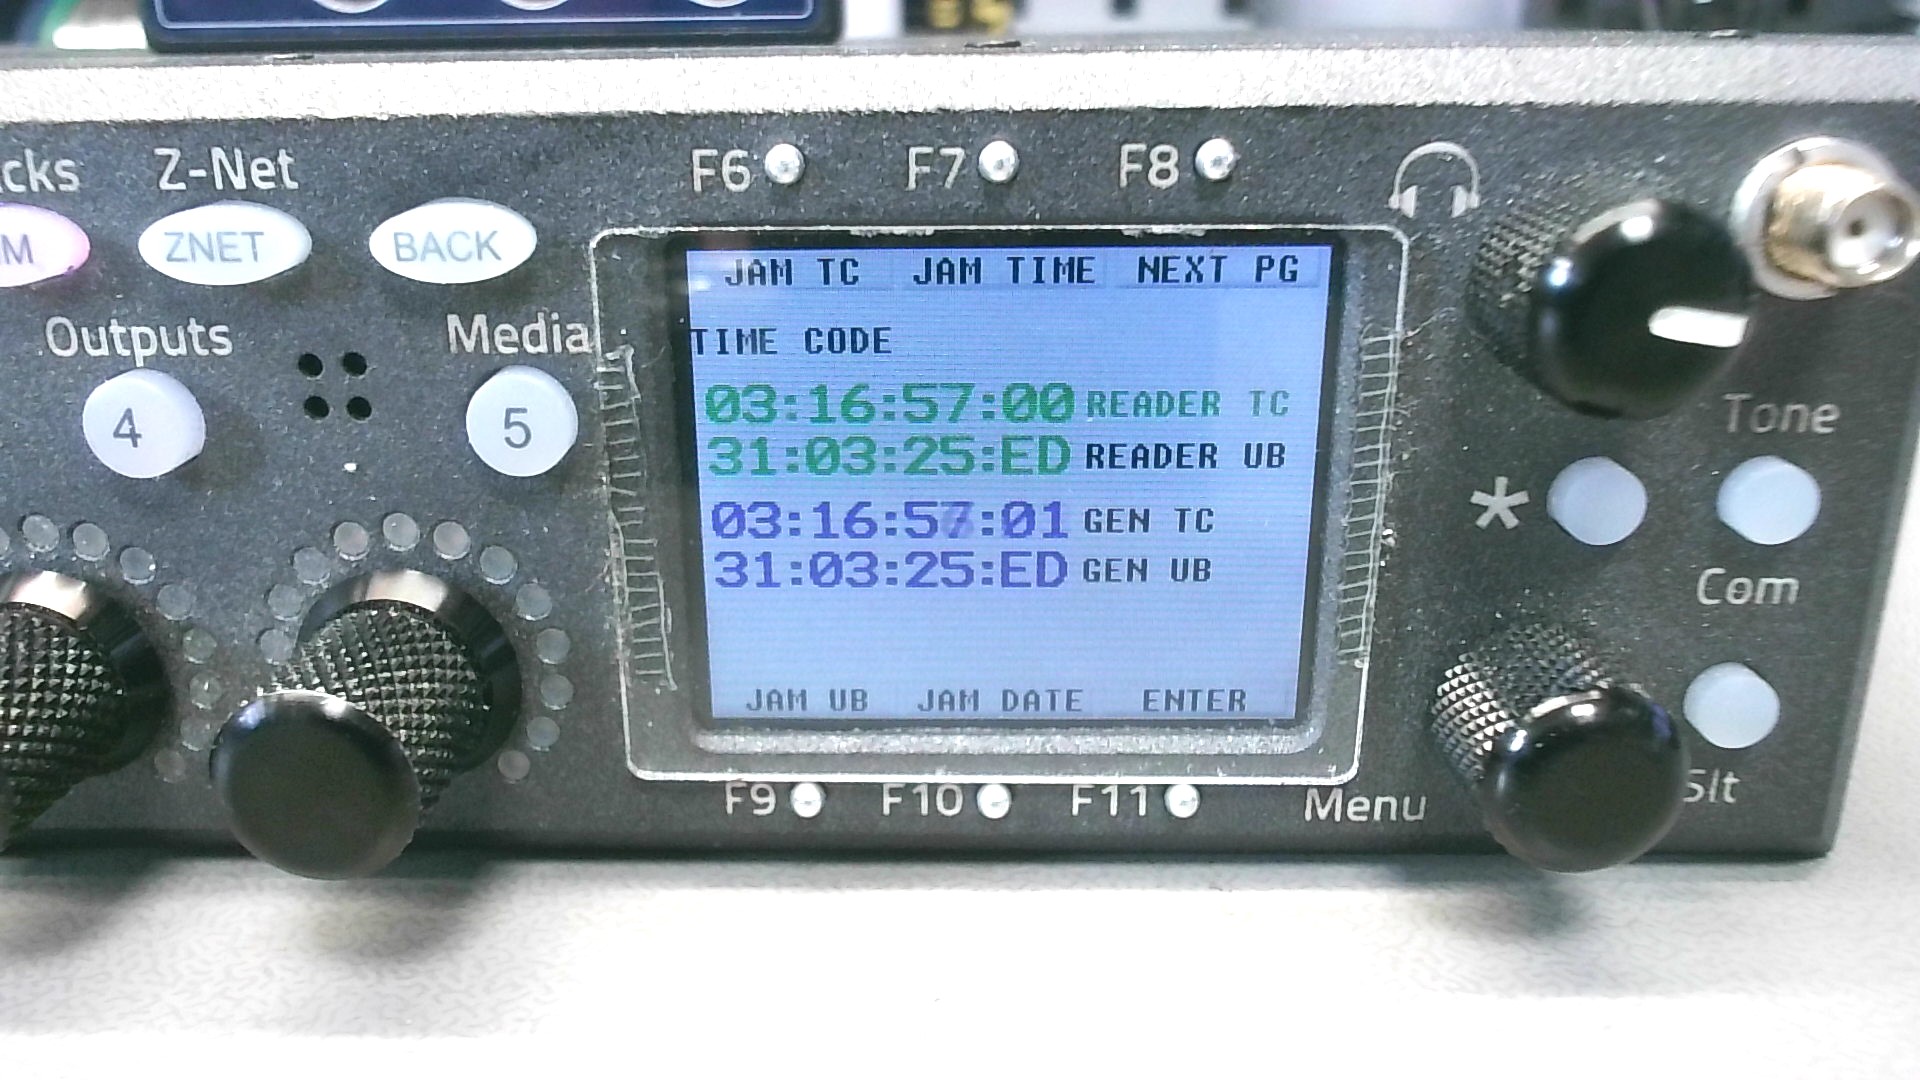 cks Z-Net F6 F7 F8
M ZNET BACK
JAM TC JAM TIME NEXT PG
Outputs Media
TIME CODE
4 5
03:16:57:00 READER TC
Tone
31:03:25:ED READER UB
*
03:16:57:01 GEN TC
31:03:25:ED GEN UB
Com
JAM UB JAM DATE ENTER
Slt
F9 F10 F11 Menu